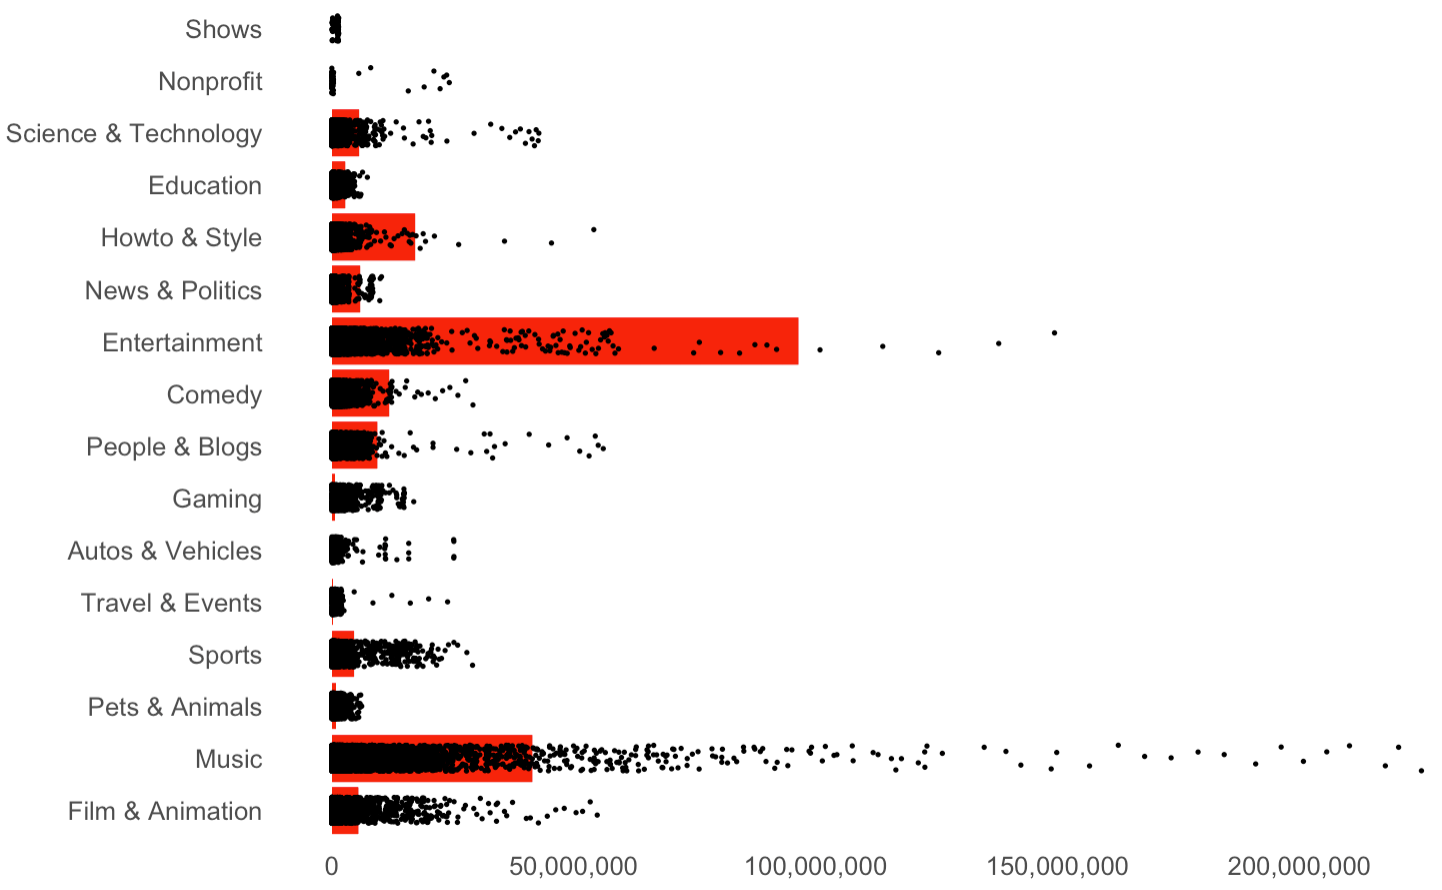 Shows
Nonprofit
Science & Technology
Education
Howto & Style
News & Politics
Entertainment
Comedy
People & Blogs
Gaming
Autos & Vehicles
Travel & Events
Sports
Pets & Animals
Music
Film & Animation
0 50,000,000 100,000,000 150,000,000 200,000,000